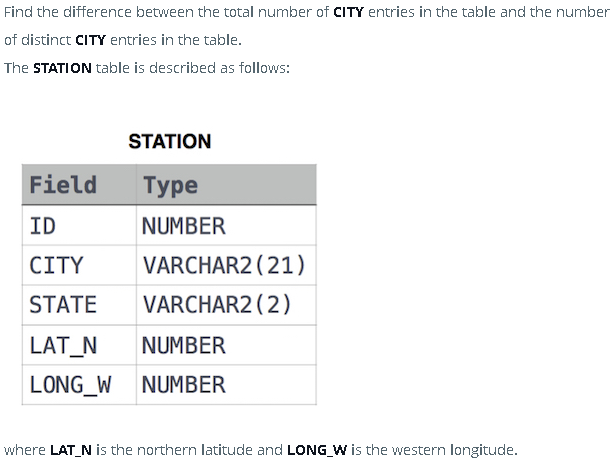 Find the difference between the total number of CITY entries in the table and the number
of distinct CITY entries in the table.
The STATION table is described as follows:
STATION
Field Type
ID NUMBER
CITY VARCHAR2(21)
STATE VARCHAR2(2)
LAT_N NUMBER
LONG_W NUMBER
where LAT_N is the northern latitude and LONG_W is the western longitude.